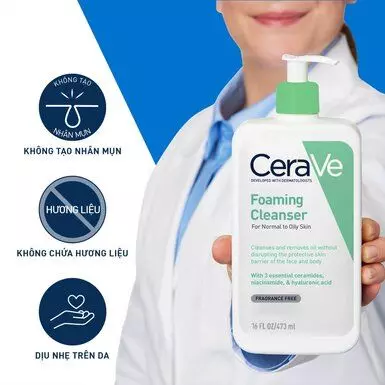 KHÔNG TẠO
NHÂN MỤN
KHÔNG TẠO NHÂN MỤN
HƯƠNG LIỆU
KHÔNG CHỨA HƯƠNG LIỆU
DỊU NHẸ TRÊN DA
CeraVe
DEVELOPED WITH DERMATOLOGISTS
Foaming
Cleanser
For Normal to Oily Skin
Cleanses and removes oil without
disrupting the protective skin
barrier of the face and body
With 3 essential ceramides,
niacinamide, & hyaluronic acid
FRAGRANCE FREE
16 FL OZ/473 ml